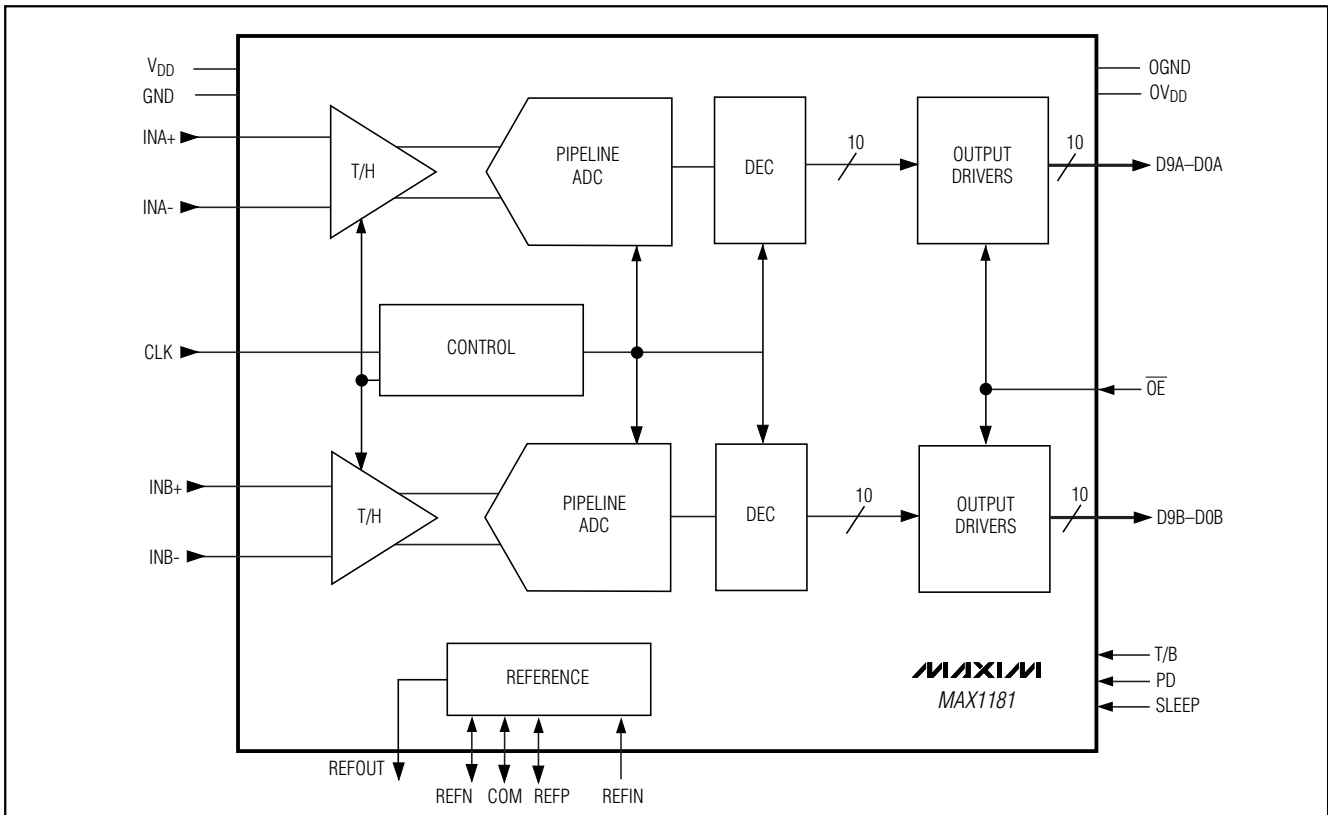 V_DD
GND
INA+
INA-
CLK
INB+
INB-
T/H
PIPELINE
ADC
DEC
10
OUTPUT
DRIVERS
10
OGND
OV_DD
D9A–D0A
CONTROL
O̅E̅
T/H
PIPELINE
ADC
DEC
10
OUTPUT
DRIVERS
10
D9B–D0B
REFERENCE
MAXIM
MAX1181
T/B
PD
SLEEP
REFOUT
REFN COM REFP REFIN